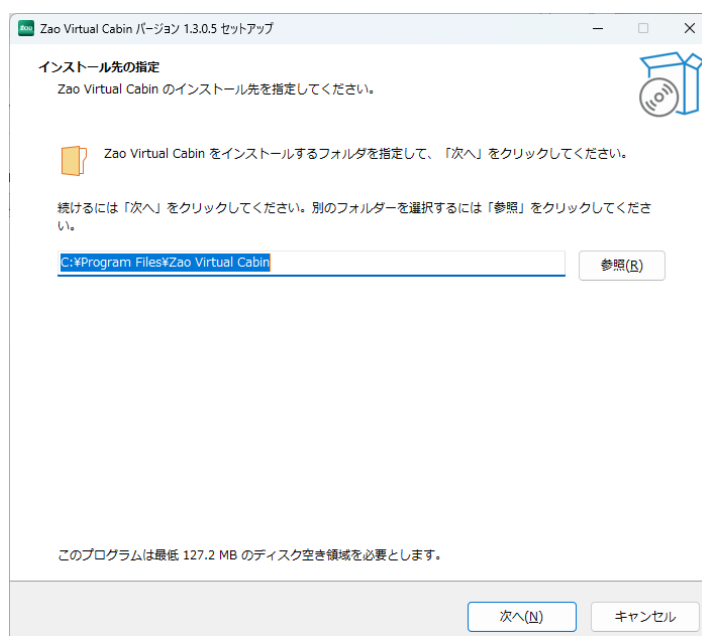 Zao Virtual Cabin バージョン 1.3.0.5 セットアップ
インストール先の指定
Zao Virtual Cabin のインストール先を指定してください。
Zao Virtual Cabin をインストールするフォルダを指定して、「次へ」をクリックしてください。
続けるには「次へ」をクリックしてください。別のフォルダーを選択するには「参照」をクリックしてくださ
い。
C:¥Program Files¥Zao Virtual Cabin
参照(R)
このプログラムは最低 127.2 MB のディスク空き領域を必要とします。
次へ(N)
キャンセル